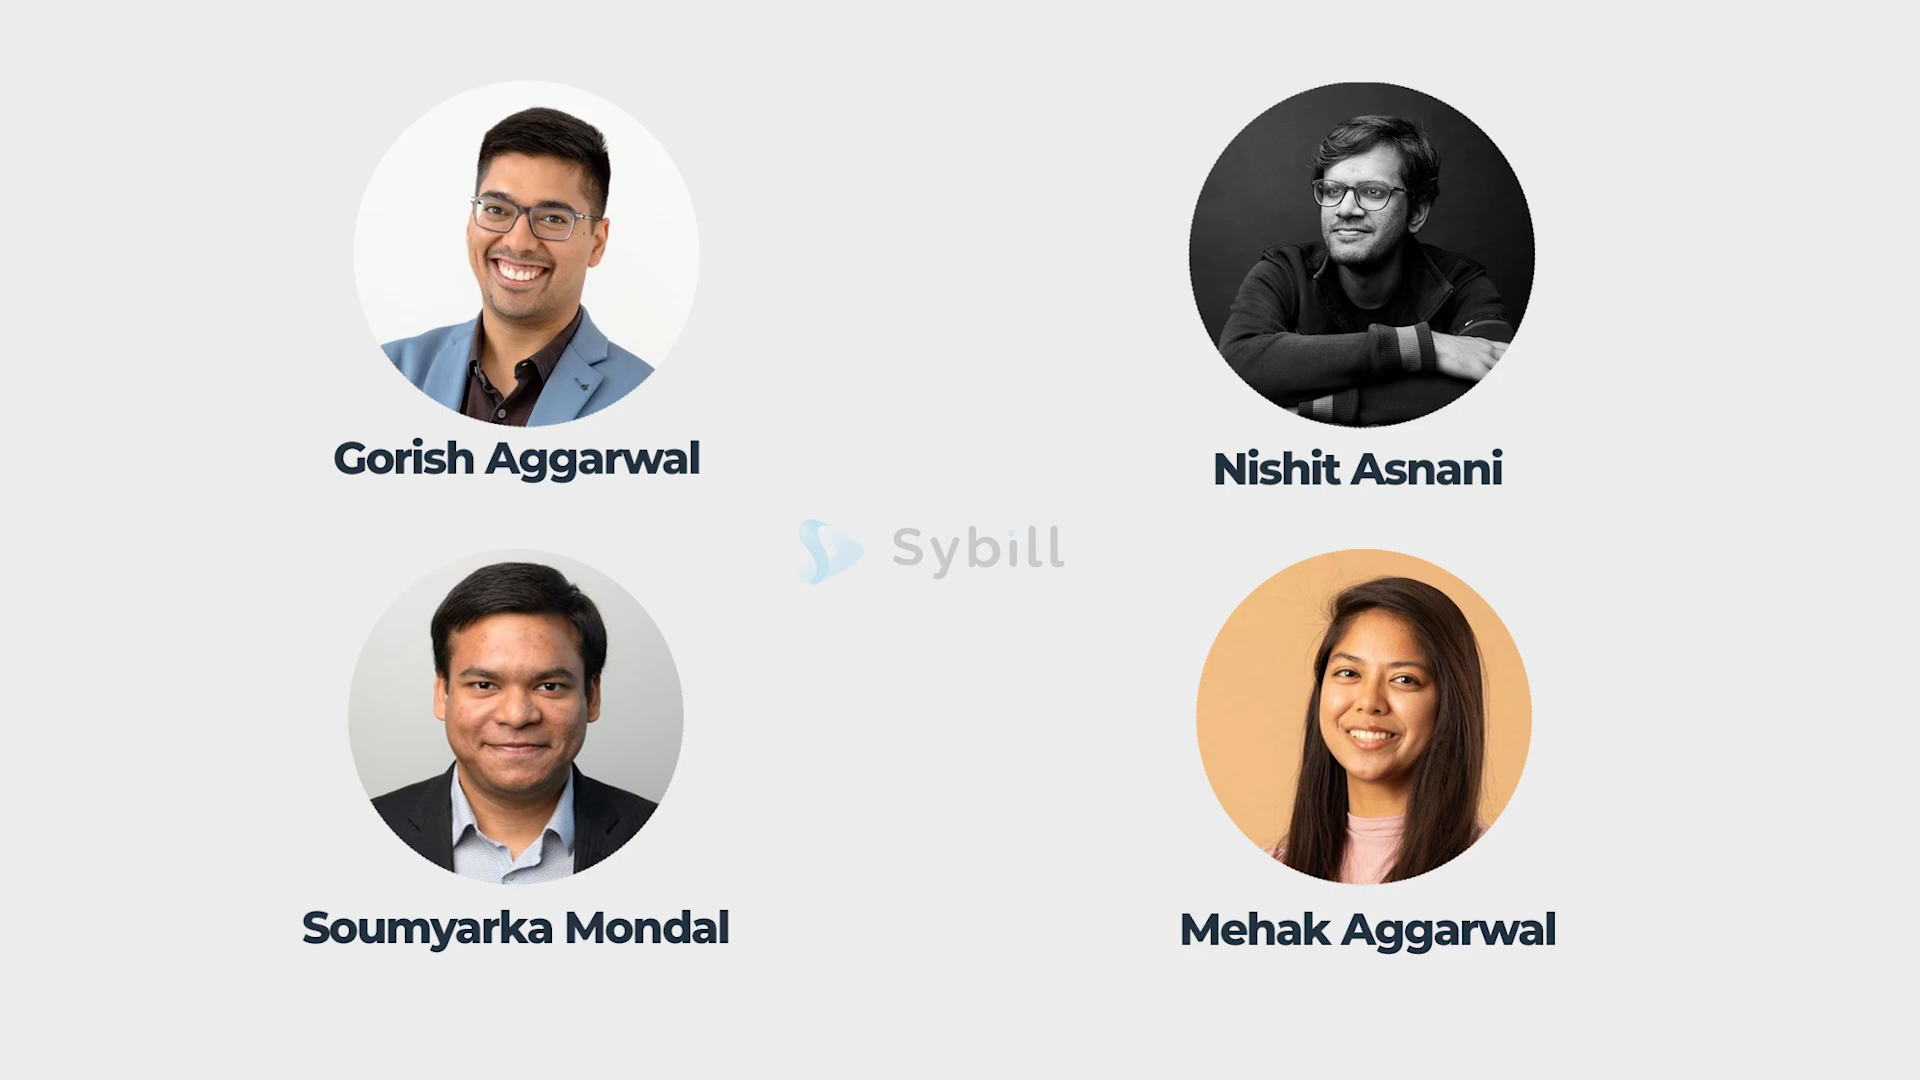 Gorish Aggarwal
Nishit Asnani
Sybill
Soumyarka Mondal
Mehak Aggarwal